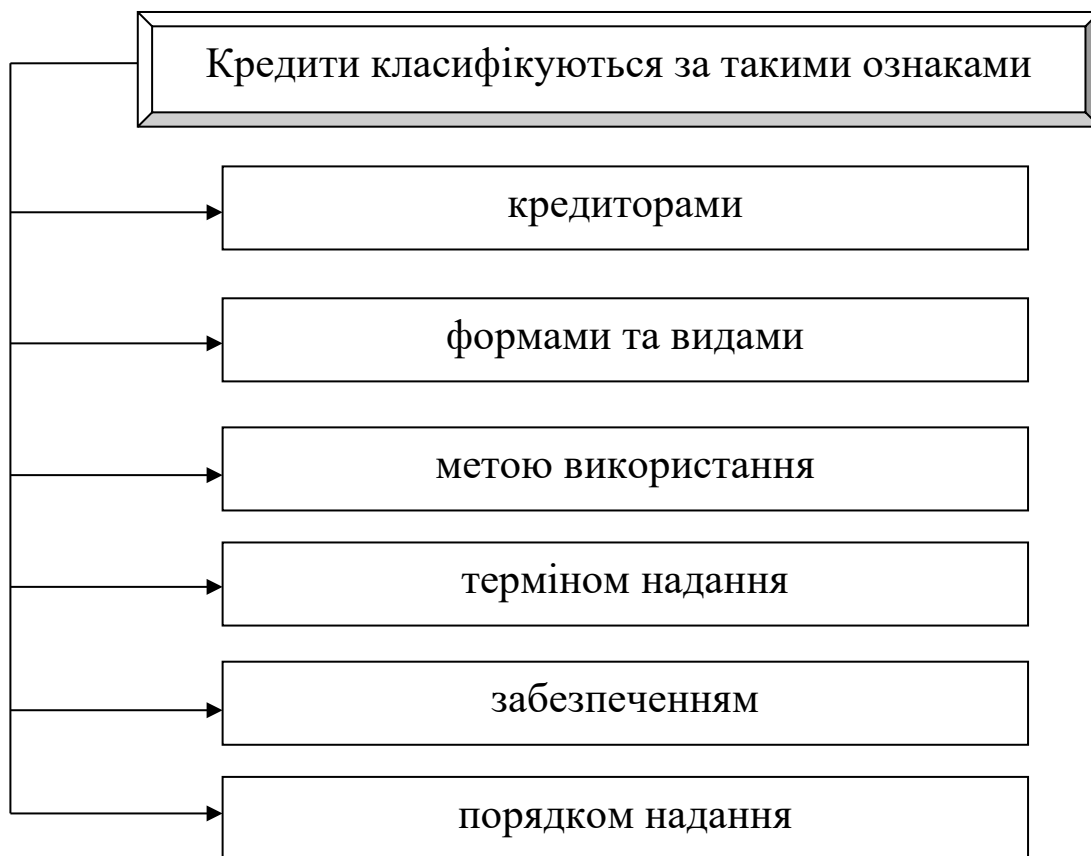 Кредити класифікуються за такими ознаками
кредиторами
формами та видами
метою використання
терміном надання
забезпеченням
порядком надання